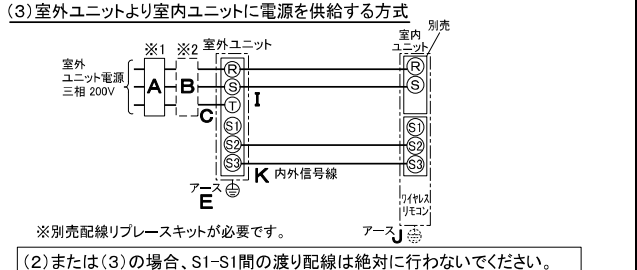 (3)室外ユニットより室内ユニットに電源を供給する方式
別売
※1 ※2 室外ユニット 室内
ユニット
室外
ユニット電源
三相 200V
A B
C
R
S
T
S1
S2
S3
I
R
S
S1
S2
S3
K 内外信号線
アース
E
ワイヤレス
リモコン
アース J
※別売配線リプレースキットが必要です。
(2)または(3)の場合、S1-S1間の渡り配線は絶対に行わないでください。